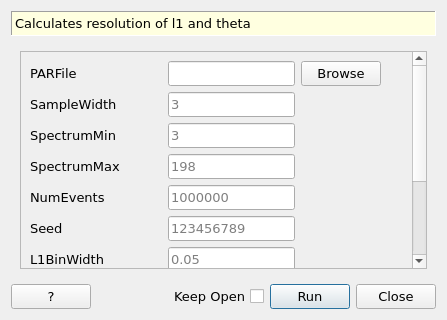 Calculates resolution of l1 and theta
PARFile Browse
SampleWidth 3
SpectrumMin 3
SpectrumMax 198
NumEvents 1000000
Seed 123456789
L1BinWidth 0.05
? Keep Open Run Close